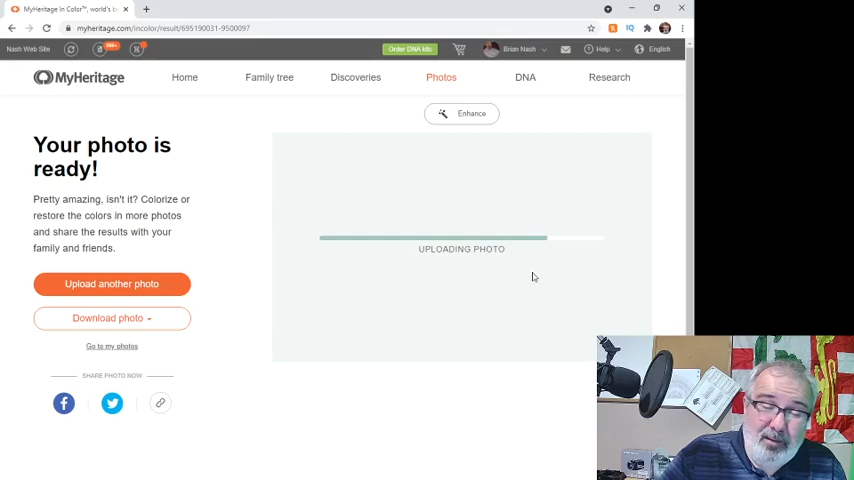 MyHeritage In Color™, world's b
myheritage.com/incolor/result/695190031-9500097
Nash Web Site
Order DNA kits
Brian Nash
Help
English
MyHeritage
Home
Family tree
Discoveries
Photos
DNA
Research
Enhance
Your photo is
ready!
Pretty amazing, isn't it? Colorize or
restore the colors in more photos
and share the results with your
family and friends.
UPLOADING PHOTO
Upload another photo
Download photo
Go to my photos
SHARE PHOTO NOW